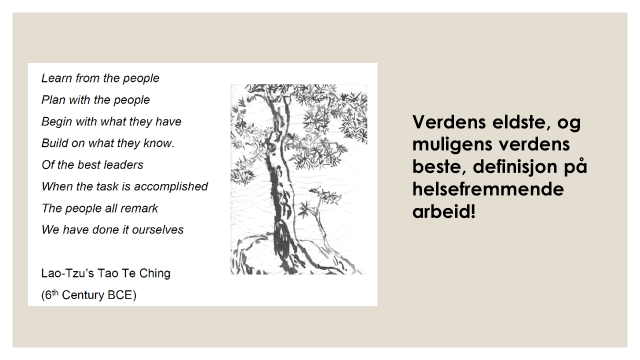 Learn from the people
Plan with the people
Begin with what they have
Build on what they know.
Of the best leaders
When the task is accomplished
The people all remark
We have done it ourselves
Lao-Tzu's Tao Te Ching
(6th Century BCE)
Verdens eldste, og
muligens verdens
beste, definisjon på
helsefremmende
arbeid!